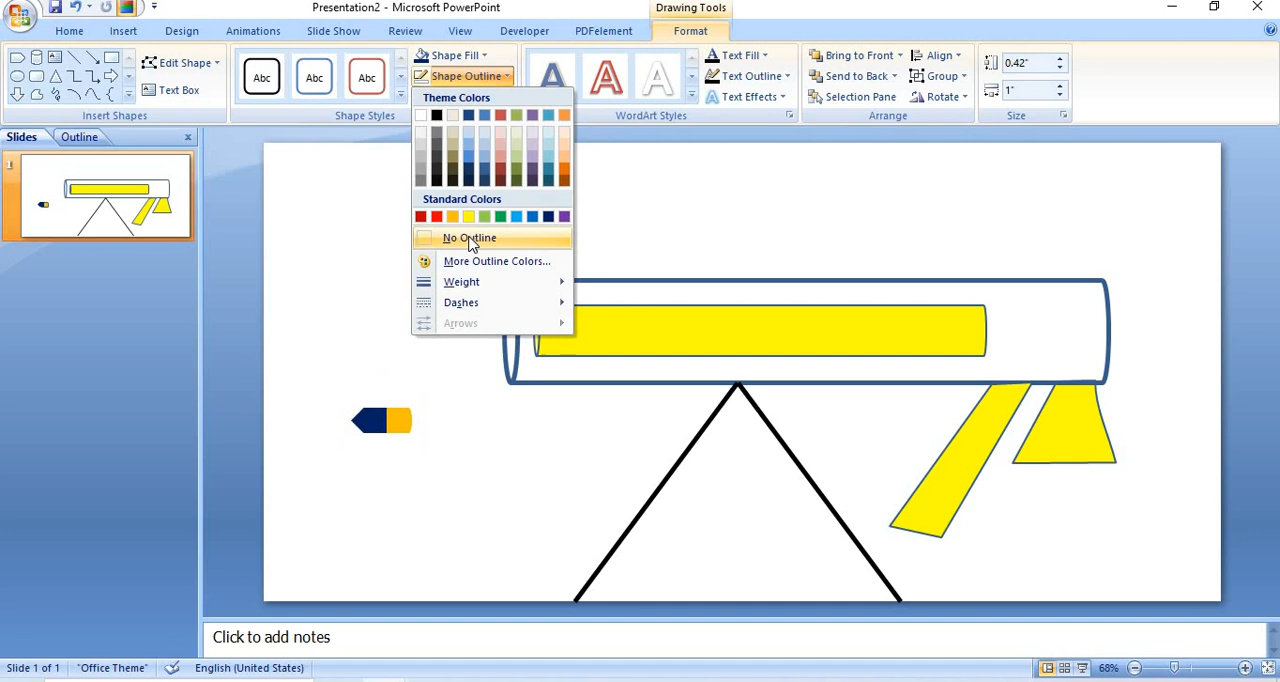 Presentation2 - Microsoft PowerPoint
Drawing Tools
Home Insert Design Animations Slide Show Review View Developer PDFelement Format
Edit Shape
Text Box
Insert Shapes
Abc Abc Abc
Shape Styles
Shape Fill
Shape Outline
Text Fill
Text Outline
Text Effects
WordArt Styles
Bring to Front
Send to Back
Selection Pane
Align
Group
Rotate
Arrange
0.42"
1"
Size
Theme Colors
Standard Colors
No Outline
More Outline Colors...
Weight
Dashes
Arrows
Slides Outline
1
Click to add notes
Slide 1 of 1 "Office Theme" English (United States) 68%